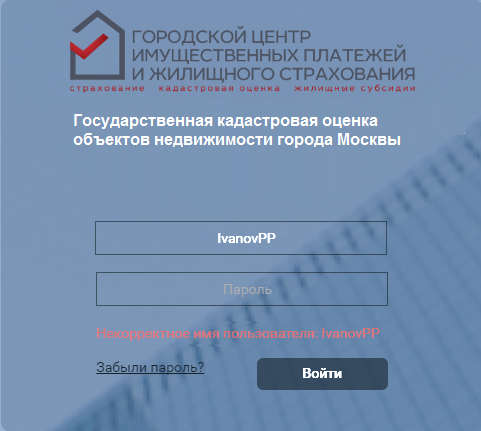 ГОРОДСКОЙ ЦЕНТР
ИМУЩЕСТВЕННЫХ ПЛАТЕЖЕЙ
И ЖИЛИЩНОГО СТРАХОВАНИЯ
страхование кадастровая оценка жилищные субсидии
Государственная кадастровая оценка
объектов недвижимости города Москвы
IvanovPP
Пароль
Некорректное имя пользователя: IvanovPP
Забыли пароль?
Войти